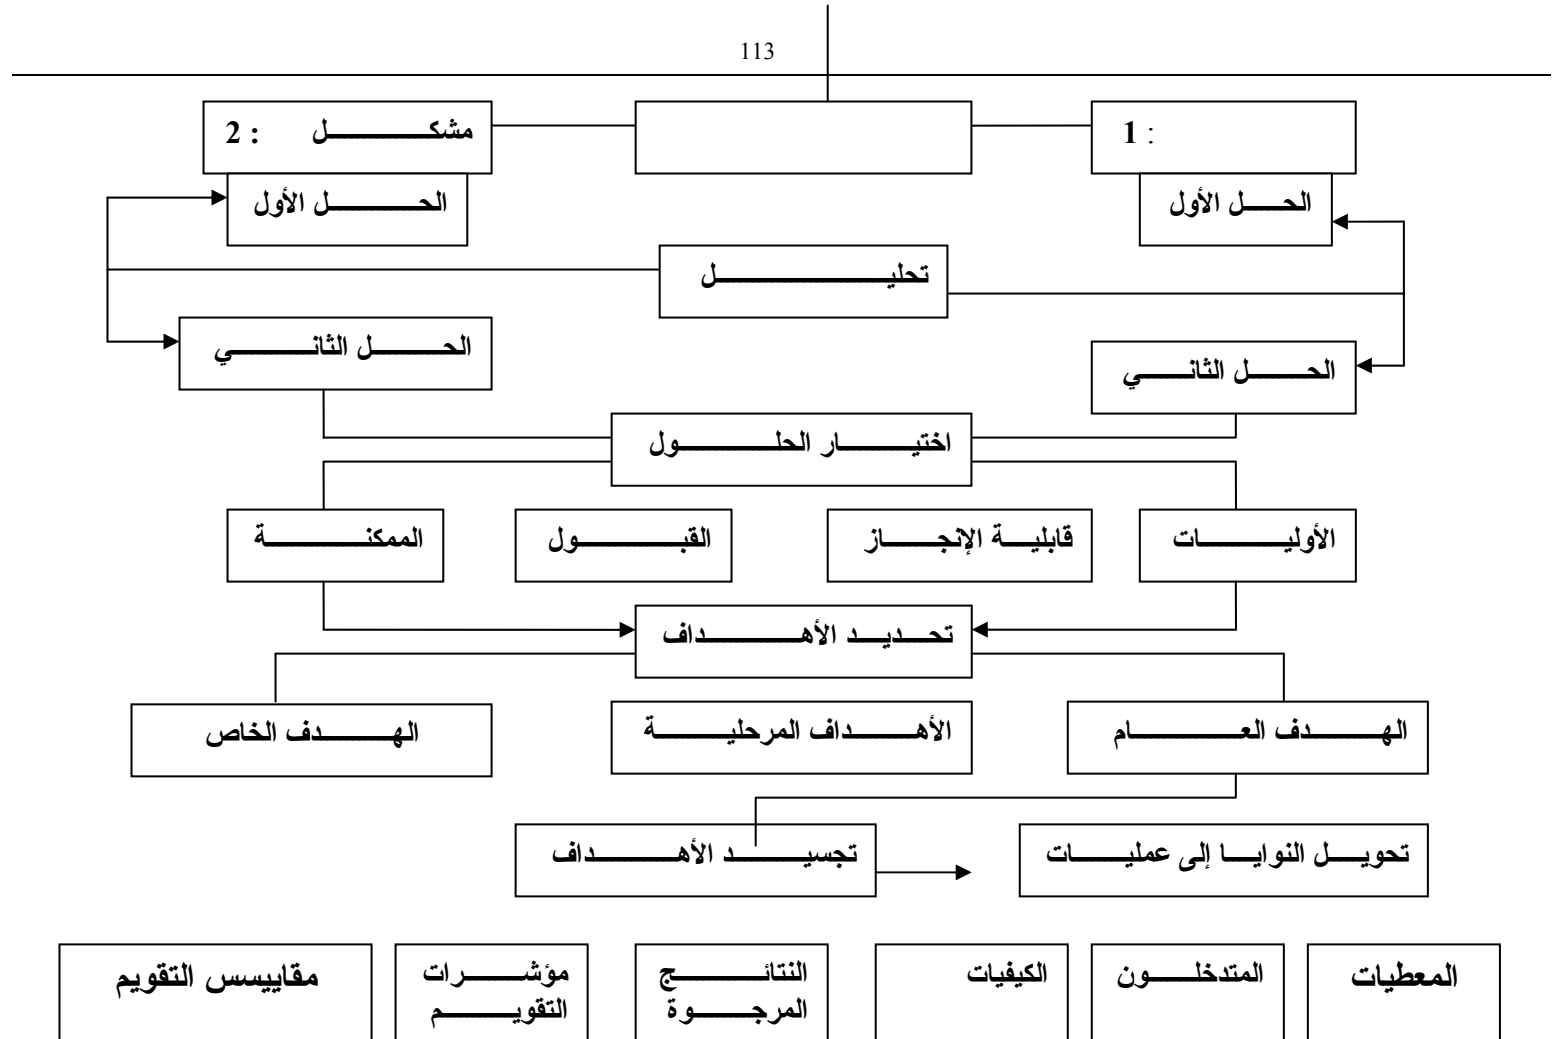 113
1 :
مشكل : 2
الحل الأول
الحل الأول
تحليل
الحل الثاني
الحل الثاني
اختيار الحلول
الأوليات
قابلية الإنجاز
القبول
الممكنة
تحديد الأهداف
الهدف العام
الأهداف المرحلية
الهدف الخاص
تحويل النوايا إلى عمليات
تجسيد الأهداف
المعطيات
المتدخلون
الكيفيات
النتائج
المرجوة
مؤشرات
التقويم
مقاييسس التقويم